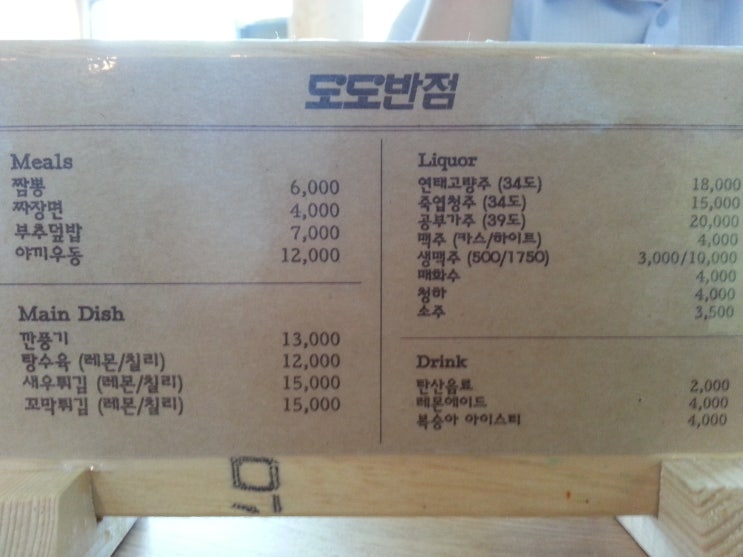 도도반점
Meals
짬뽕 6,000
짜장면 4,000
부추덮밥 7,000
야끼우동 12,000
Main Dish
깐풍기 13,000
탕수육 (레몬/칠리) 12,000
새우튀김 (레몬/칠리) 15,000
꼬막튀김 (레몬/칠리) 15,000
Liquor
연태고량주 (34도) 18,000
죽엽청주 (34도) 15,000
공부가주 (39도) 20,000
맥주 (카스/하이트) 4,000
생맥주 (500/1750) 3,000/10,000
매화수 4,000
청하 4,000
소주 3,500
Drink
탄산음료 2,000
레몬에이드 4,000
복숭아 아이스티 4,000